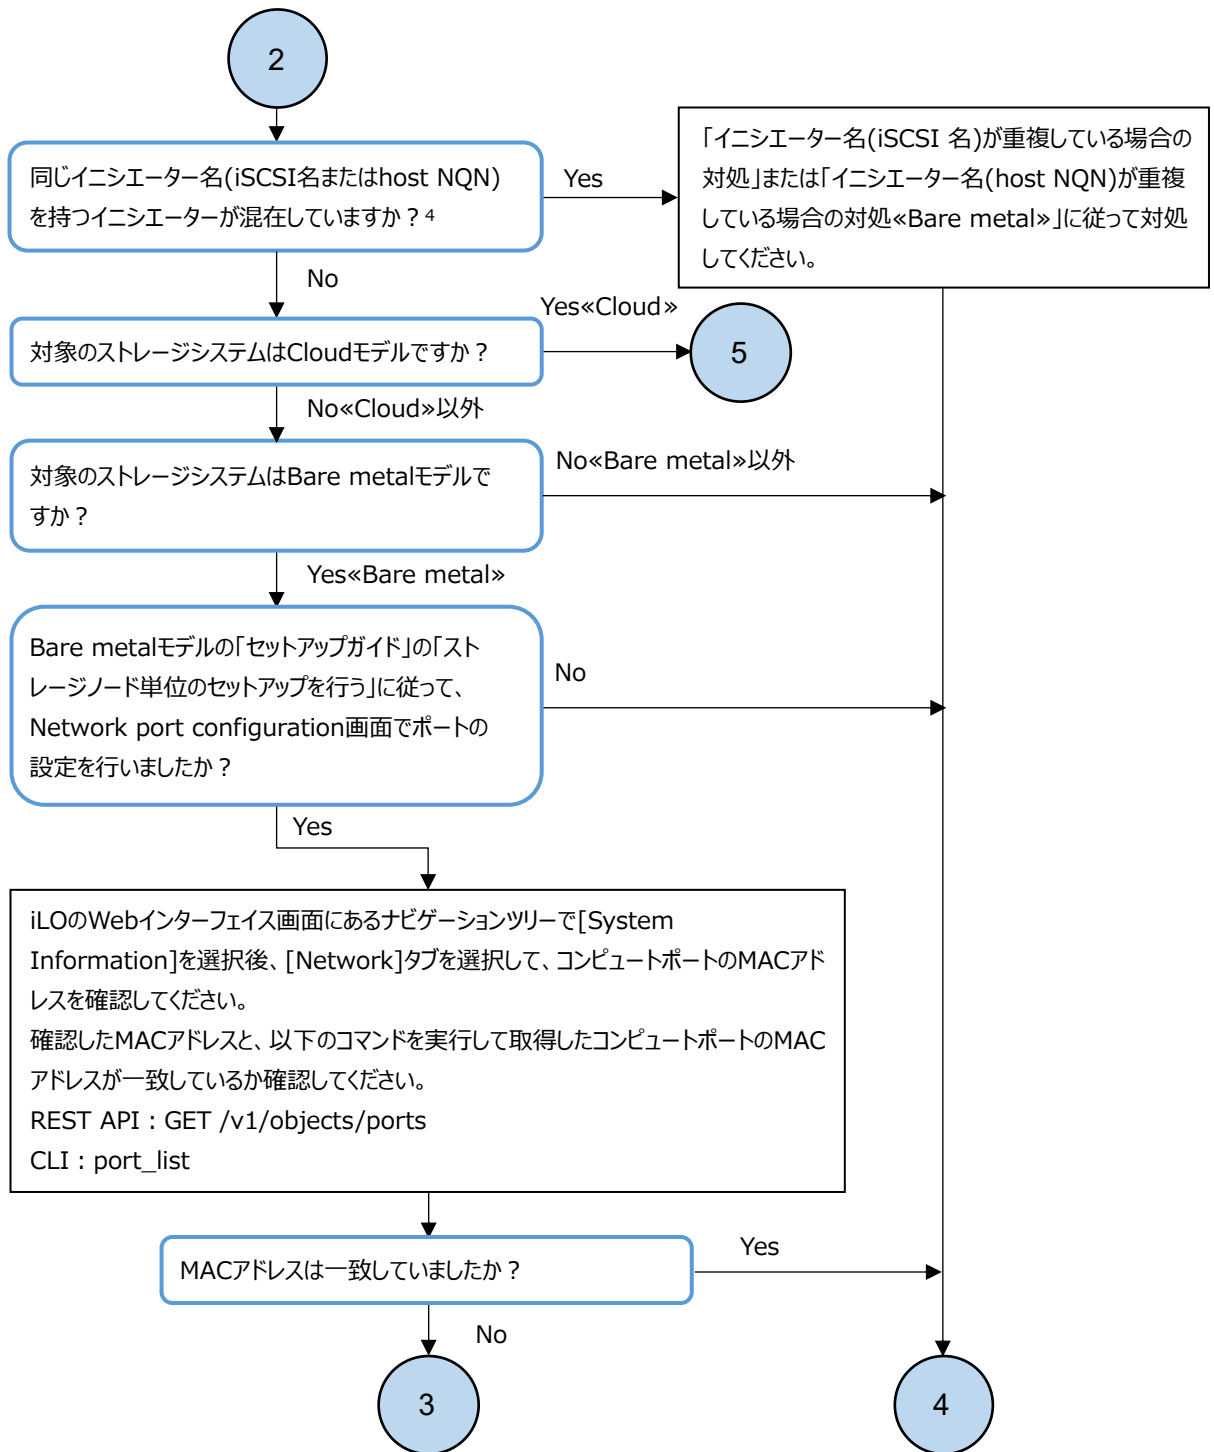 2
同じイニシエーター名(iSCSI名またはhost NQN)
を持つイニシエーターが混在していますか？4
Yes
「イニシエーター名(iSCSI 名)が重複している場合の
対処」または「イニシエーター名(host NQN)が重複
している場合の対処«Bare metal»」に従って対処
してください。
No
Yes«Cloud»
対象のストレージシステムはCloudモデルですか？
5
No«Cloud»以外
対象のストレージシステムはBare metalモデルで
すか？
No«Bare metal»以外
Yes«Bare metal»
Bare metalモデルの「セットアップガイド」の「スト
レージノード単位のセットアップを行う」に従って、
Network port configuration画面でポートの
設定を行いましたか？
No
Yes
iLOのWebインターフェイス画面にあるナビゲーションツリーで[System
Information]を選択後、[Network]タブを選択して、コンピュートポートのMACアド
レスを確認してください。
確認したMACアドレスと、以下のコマンドを実行して取得したコンピュートポートのMAC
アドレスが一致しているか確認してください。
REST API：GET /v1/objects/ports
CLI：port_list
MACアドレスは一致していましたか？
Yes
No
3
4